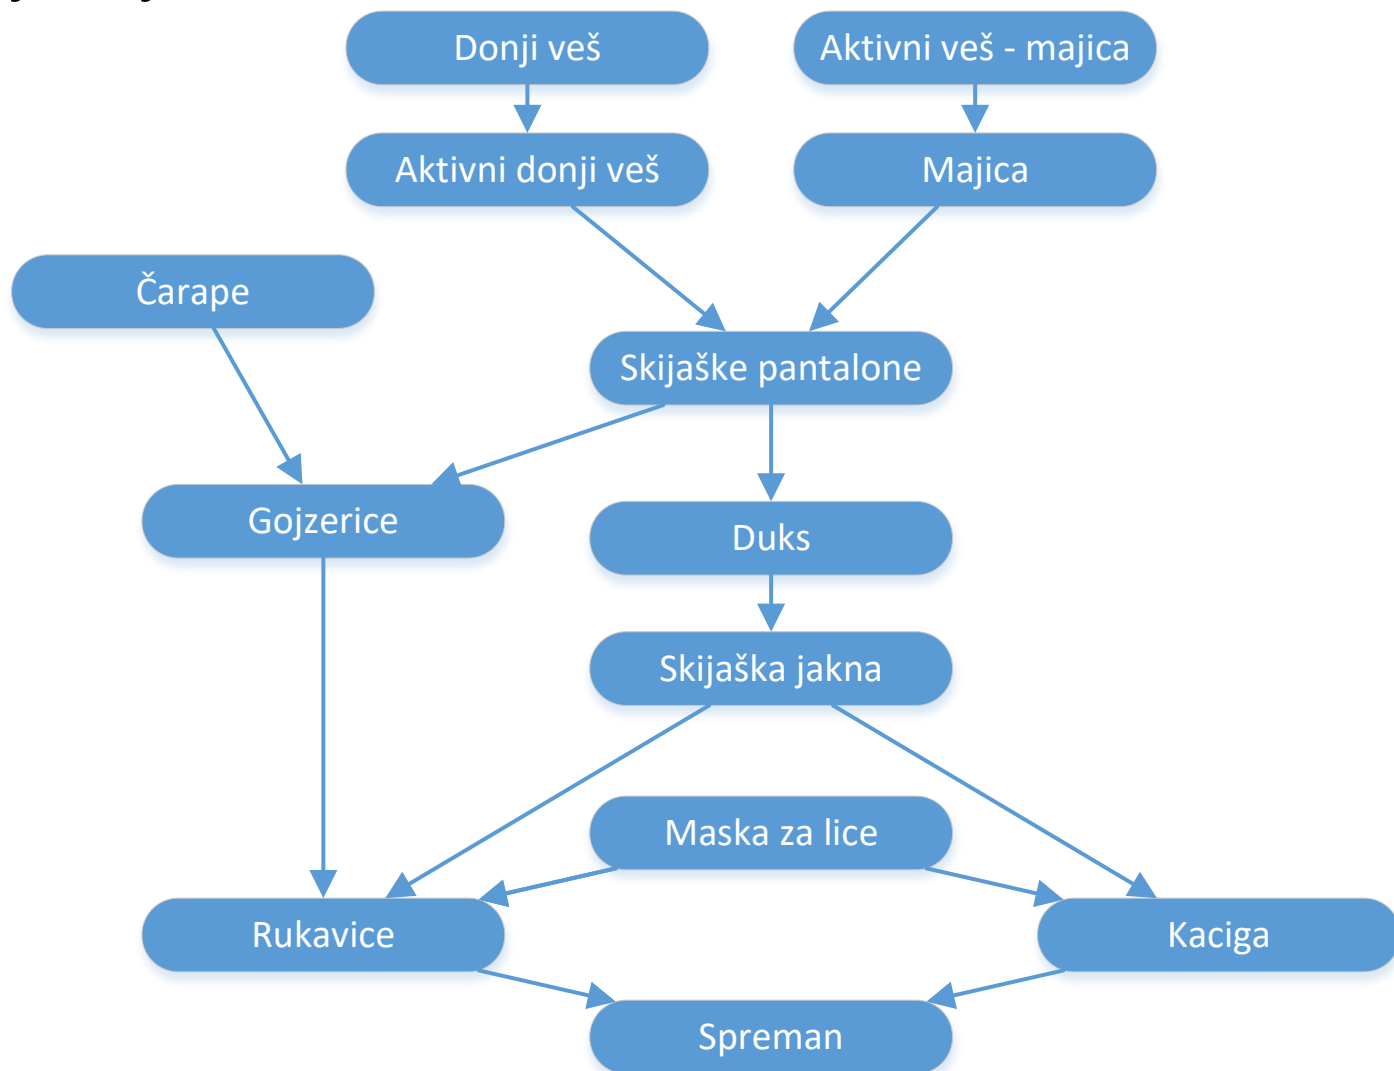 Donji veš
Aktivni veš - majica
Aktivni donji veš
Majica
Čarape
Skijaške pantalone
Gojzerice
Duks
Skijaška jakna
Maska za lice
Rukavice
Kaciga
Spreman